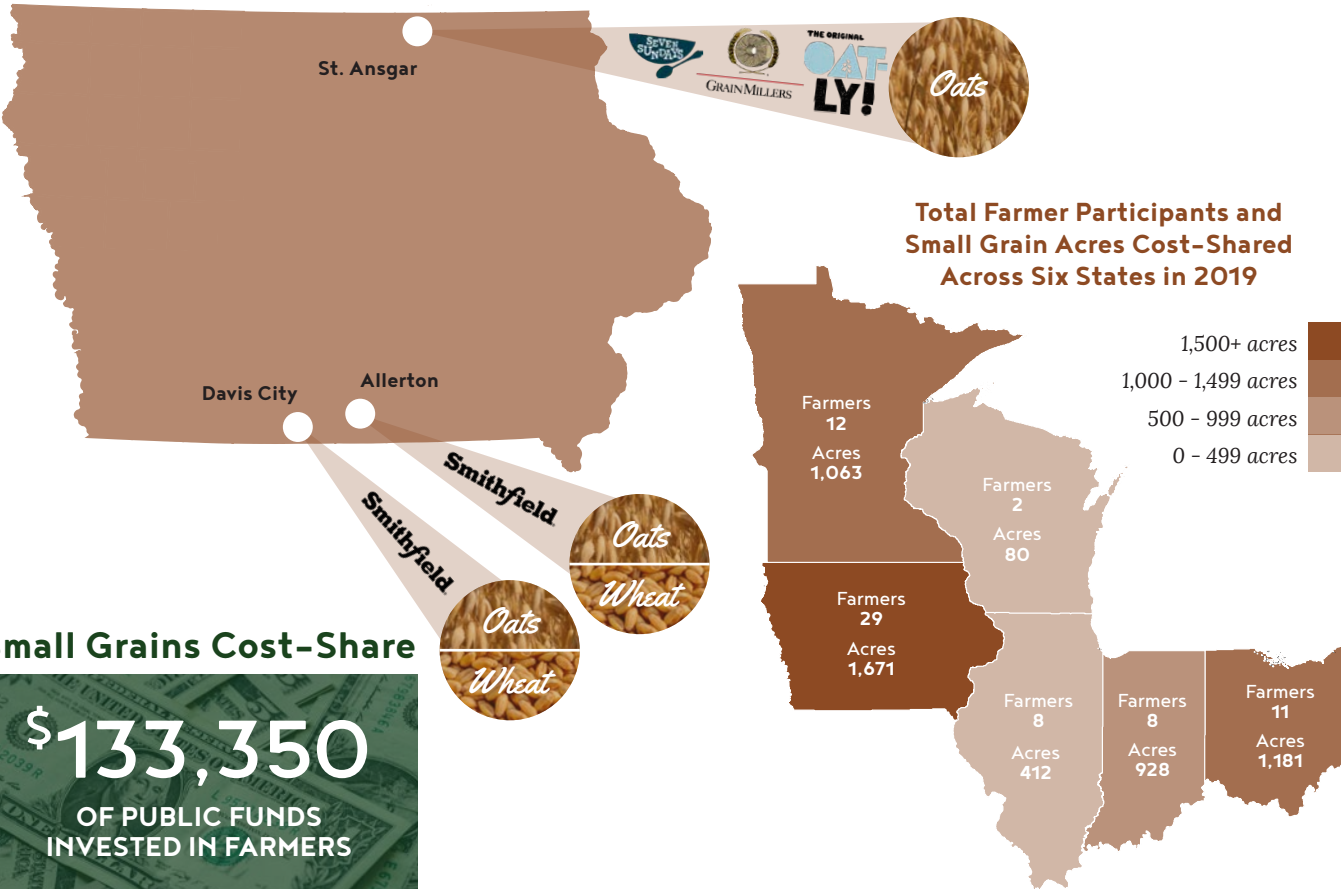 St. Ansgar
SEVEN
SUNDAYS
GRAIN MILLERS
THE ORIGINAL
OAT-
LY!
Oats
Total Farmer Participants and
Small Grain Acres Cost-Shared
Across Six States in 2019
1,500+ acres
1,000 - 1,499 acres
500 - 999 acres
0 - 499 acres
Davis City
Allerton
Smithfield
Smithfield
Oats
Wheat
Oats
Wheat
Farmers
12
Acres
1,063
Farmers
2
Acres
80
Farmers
29
Acres
1,671
Farmers
8
Acres
412
Farmers
8
Acres
928
Farmers
11
Acres
1,181
mall Grains Cost-Share
$133,350
OF PUBLIC FUNDS
INVESTED IN FARMERS